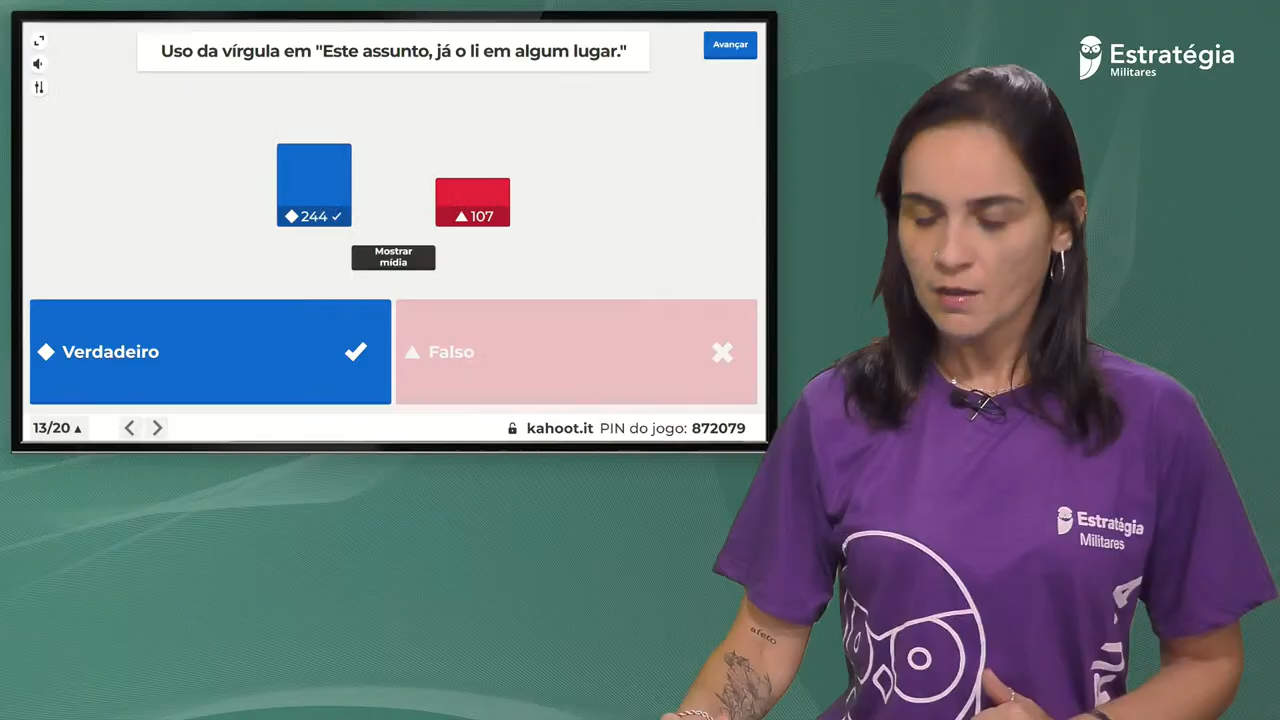 Uso da vírgula em "Este assunto, já o li em algum lugar."
Avançar
244
107
Mostrar
mídia
Verdadeiro
Falso
13/20
kahoot.it PIN do jogo: 872079
Estratégia
Militares
Estratégia
Militares
afeto